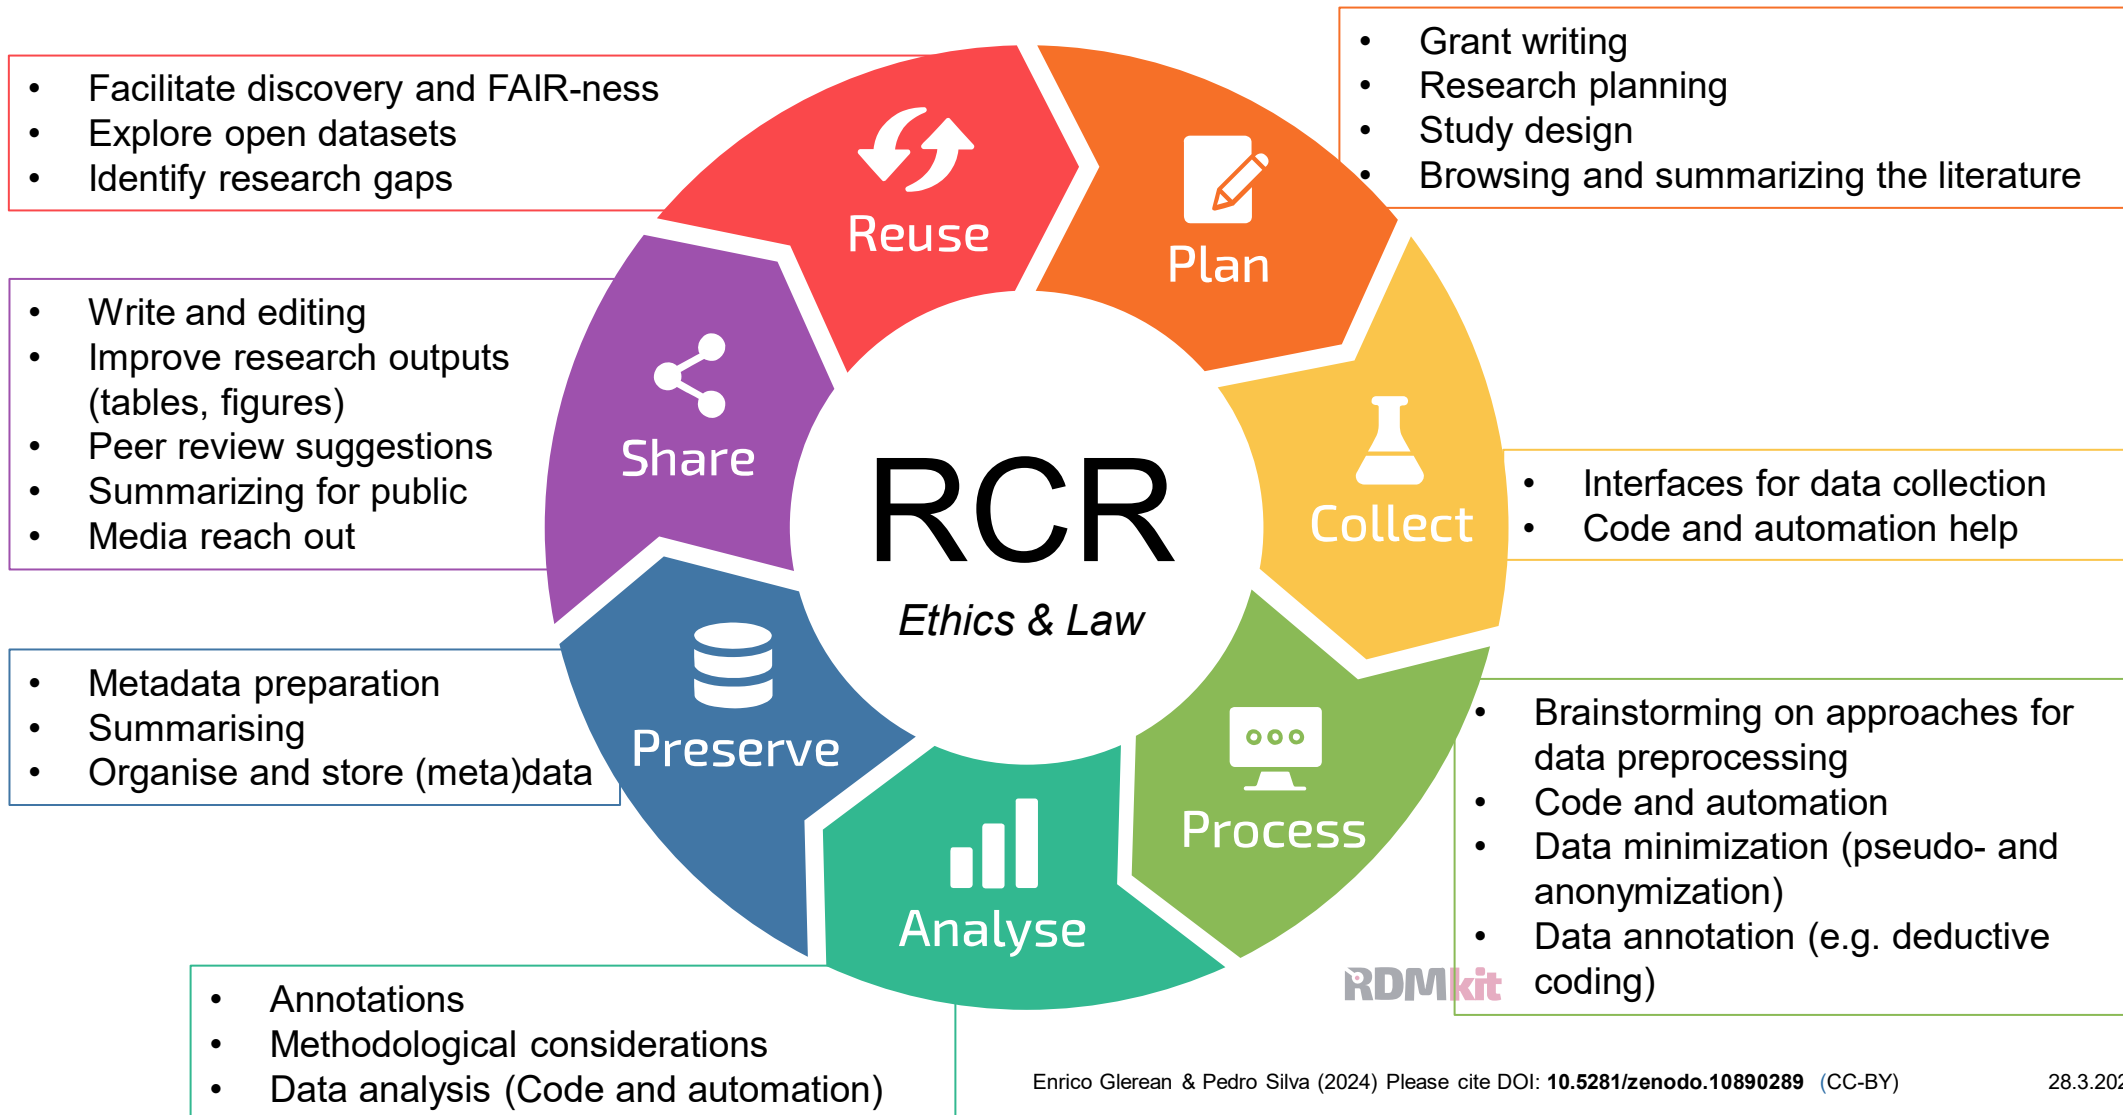 • Facilitate discovery and FAIR-ness
• Explore open datasets
• Identify research gaps
• Grant writing
• Research planning
• Study design
• Browsing and summarizing the literature
Reuse
Plan
• Write and editing
• Improve research outputs
(tables, figures)
• Peer review suggestions
• Summarizing for public
• Media reach out
Share
RCR
Ethics & Law
Collect
• Interfaces for data collection
• Code and automation help
• Metadata preparation
• Summarising
• Organise and store (meta)data
Preserve
Process
• Brainstorming on approaches for
data preprocessing
• Code and automation
• Data minimization (pseudo- and
anonymization)
• Data annotation (e.g. deductive
coding)
Analyse
RDMkit
• Annotations
• Methodological considerations
• Data analysis (Code and automation)
Enrico Glerean & Pedro Silva (2024) Please cite DOI: 10.5281/zenodo.10890289 (CC-BY)
28.3.202